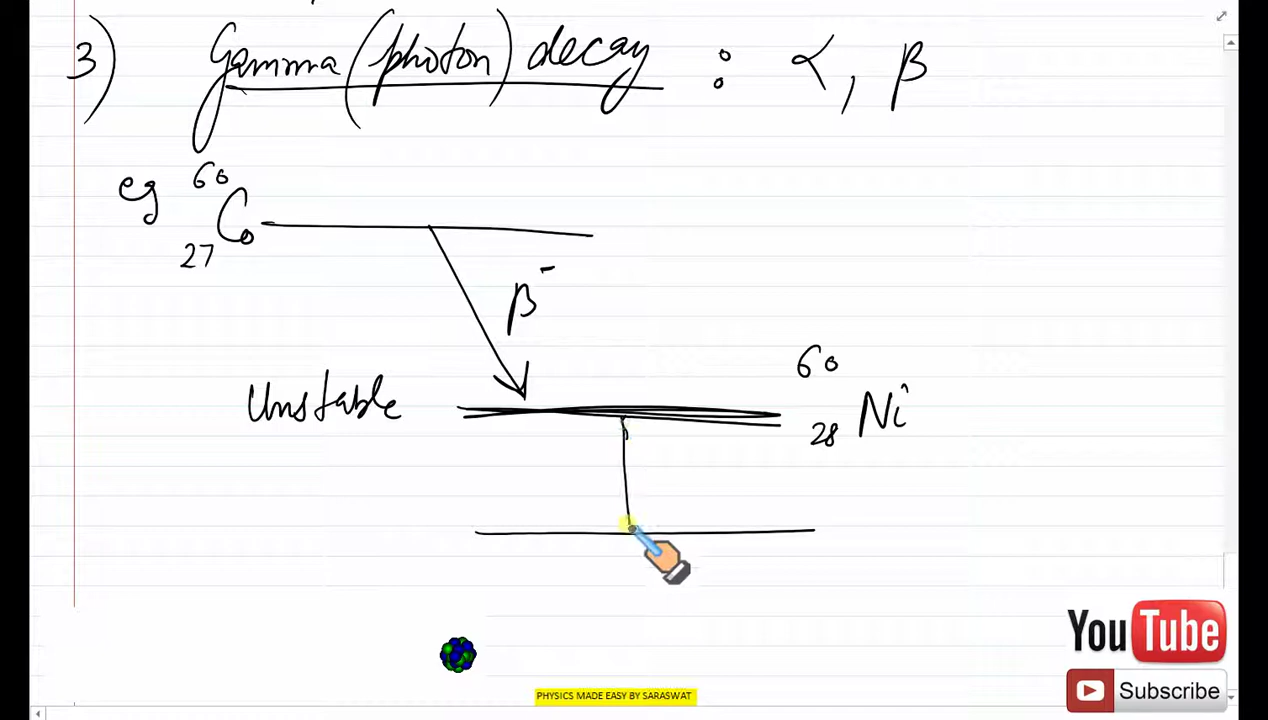 3) Gamma (photon) decay : α, β
eg 60
27 Co
β-
Unstable
60
28 Ni
YouTube
Subscribe
PHYSICS MADE EASY BY SARASWAT